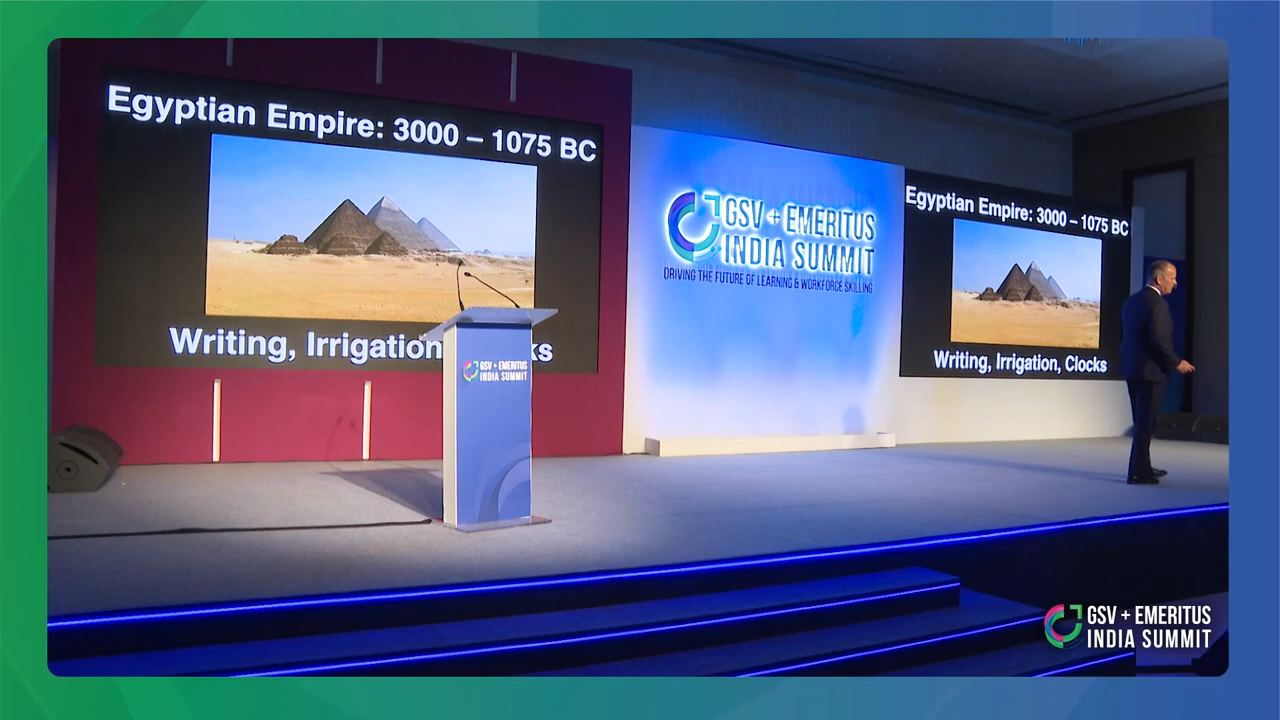 Egyptian Empire: 3000 – 1075 BC
Writing, Irrigation, ks
GSV + EMERITUS
INDIA SUMMIT
GSV + EMERITUS
INDIA SUMMIT
DRIVING THE FUTURE OF LEARNING & WORKFORCE SKILLING
Egyptian Empire: 3000 – 1075 BC
Writing, Irrigation, Clocks
GSV + EMERITUS
INDIA SUMMIT